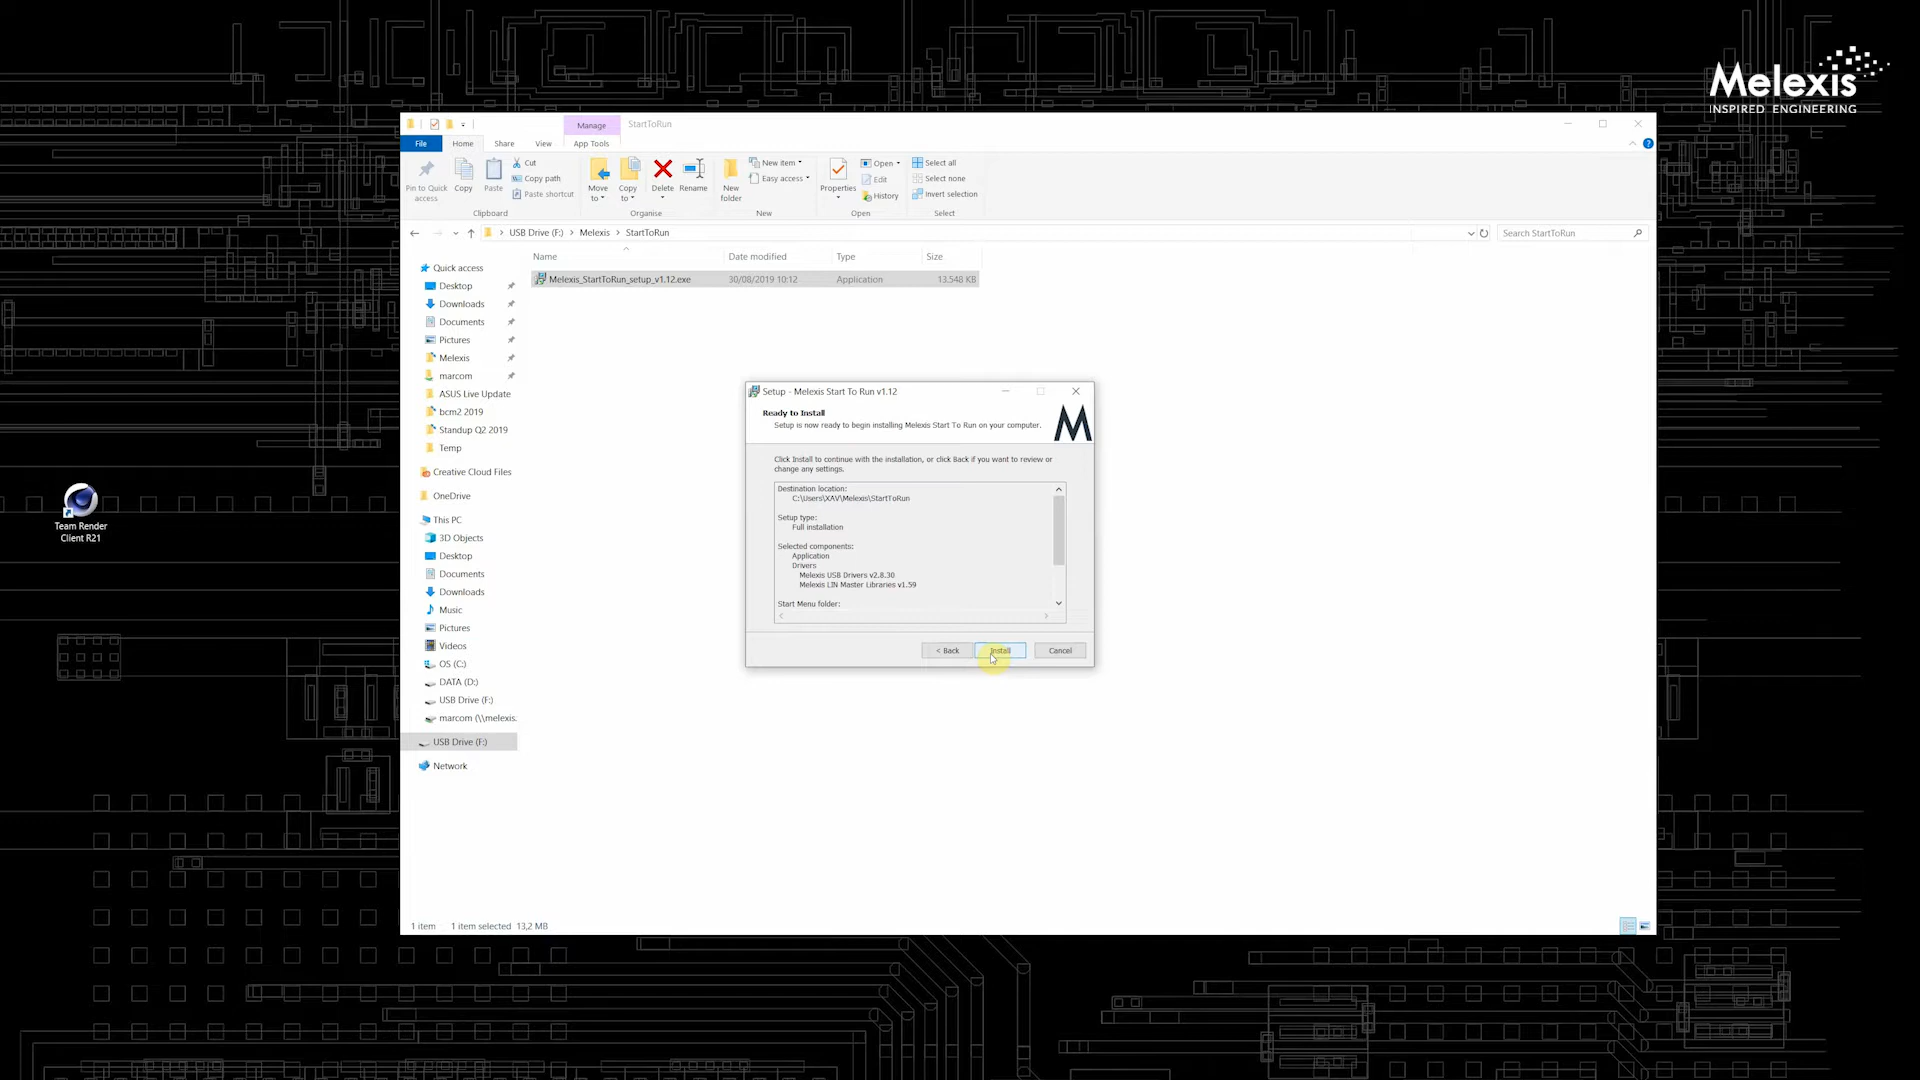 Melexis
INSPIRED ENGINEERING
Manage
StartToRun
File
Home
Share
View
App Tools
Pin to Quick access
Copy
Paste
Cut
Copy path
Paste shortcut
Clipboard
Move to
Copy to
Delete
Rename
Organise
New folder
New item
Easy access
New
Properties
Open
Edit
History
Open
Select all
Select none
Invert selection
Select
USB Drive (F:) > Melexis > StartToRun
Search StartToRun
Name
Date modified
Type
Size
Melexis_StartToRun_setup_v1.12.exe
30/08/2019 10:12
Application
13.548 KB
Quick access
Desktop
Downloads
Documents
Pictures
Melexis
marcom
ASUS Live Update
bcm2 2019
Standup Q2 2019
Temp
Creative Cloud Files
OneDrive
This PC
3D Objects
Desktop
Documents
Downloads
Music
Pictures
Videos
OS (C:)
DATA (D:)
USB Drive (F:)
marcom (\\melexis.
USB Drive (F:)
Network
1 item
1 item selected 13,2 MB
Team Render
Client R21
Setup - Melexis Start To Run v1.12
Ready to Install
Setup is now ready to begin installing Melexis Start To Run on your computer.
Click Install to continue with the installation, or click Back if you want to review or
change any settings.
Destination location:
C:\Users\XAV\Melexis\StartToRun
Setup type:
Full installation
Selected components:
Application
Drivers
Melexis USB Drivers v2.8.30
Melexis LIN Master Libraries v1.59
Start Menu folder:
< Back
Install
Cancel